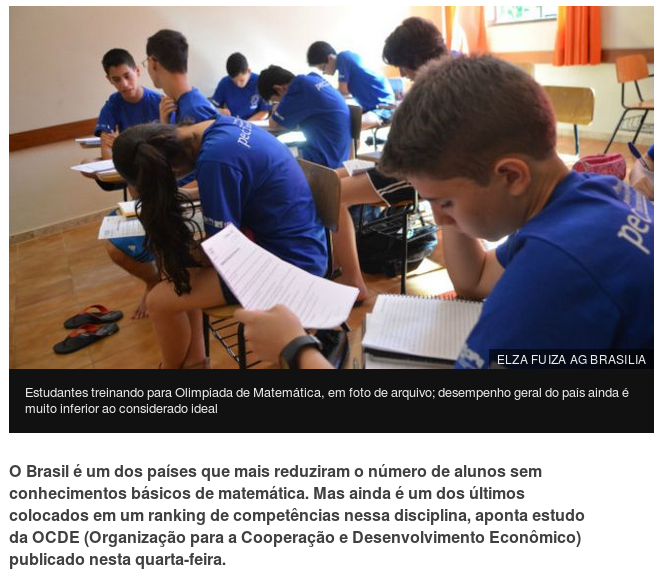 ELZA FUIZA AG BRASILIA
Estudantes treinando para Olimpíada de Matemática, em foto de arquivo; desempenho geral do país ainda é
muito inferior ao considerado ideal
O Brasil é um dos países que mais reduziram o número de alunos sem
conhecimentos básicos de matemática. Mas ainda é um dos últimos
colocados em um ranking de competências nessa disciplina, aponta estudo
da OCDE (Organização para a Cooperação e Desenvolvimento Econômico)
publicado nesta quarta-feira.